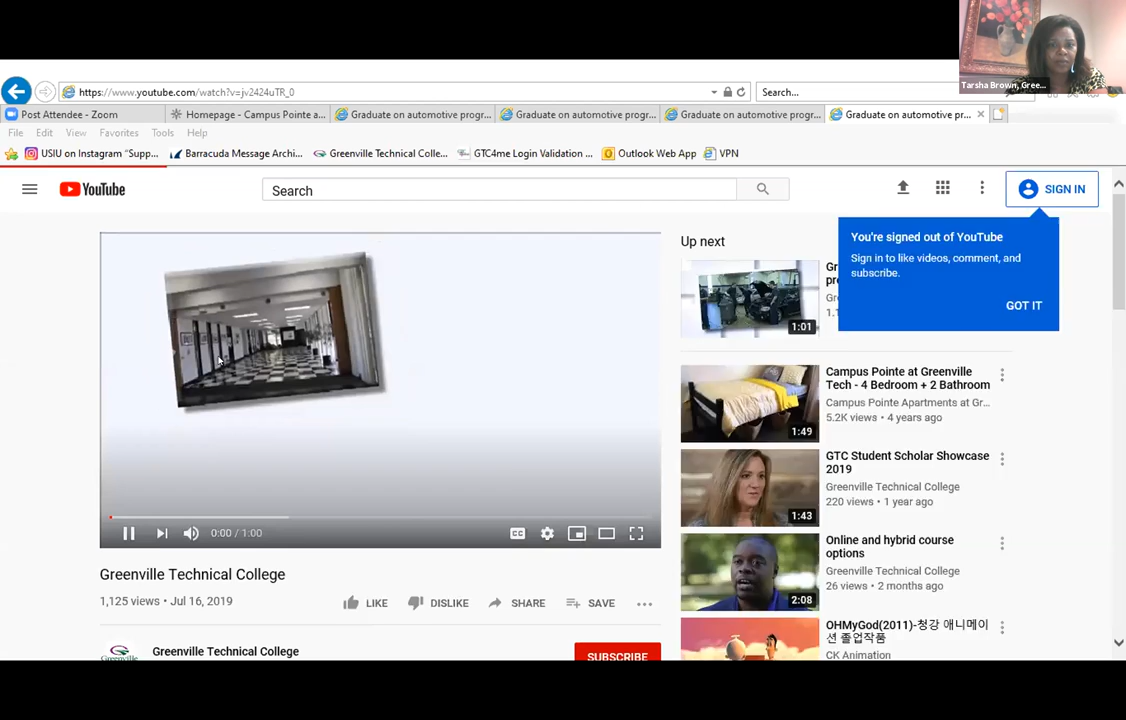 Tarsha Brown, Gree...
https://www.youtube.com/watch?v=jv2424uTR_0
Search...
Post Attendee - Zoom
Homepage - Campus Pointe a...
Graduate on automotive progr...
Graduate on automotive progr...
Graduate on automotive progr...
Graduate on automotive pr...
File Edit View Favorites Tools Help
USIU on Instagram "Supp...
Barracuda Message Archi...
Greenville Technical Colle...
GTC4me Login Validation ...
Outlook Web App
VPN
YouTube
Search
SIGN IN
You're signed out of YouTube
Sign in to like videos, comment, and
subscribe.
GOT IT
Up next
1:01
Campus Pointe at Greenville
Tech - 4 Bedroom + 2 Bathroom
Campus Pointe Apartments at Gr...
5.2K views • 4 years ago
1:49
GTC Student Scholar Showcase
2019
Greenville Technical College
220 views • 1 year ago
1:43
Online and hybrid course
options
Greenville Technical College
26 views • 2 months ago
2:08
OHMyGod(2011)-청강 애니메이
션 졸업작품
CK Animation
0:00 / 1:00
CC
Greenville Technical College
1,125 views • Jul 16, 2019
LIKE
DISLIKE
SHARE
SAVE
Greenville Technical College
SUBSCRIBE
Greenville